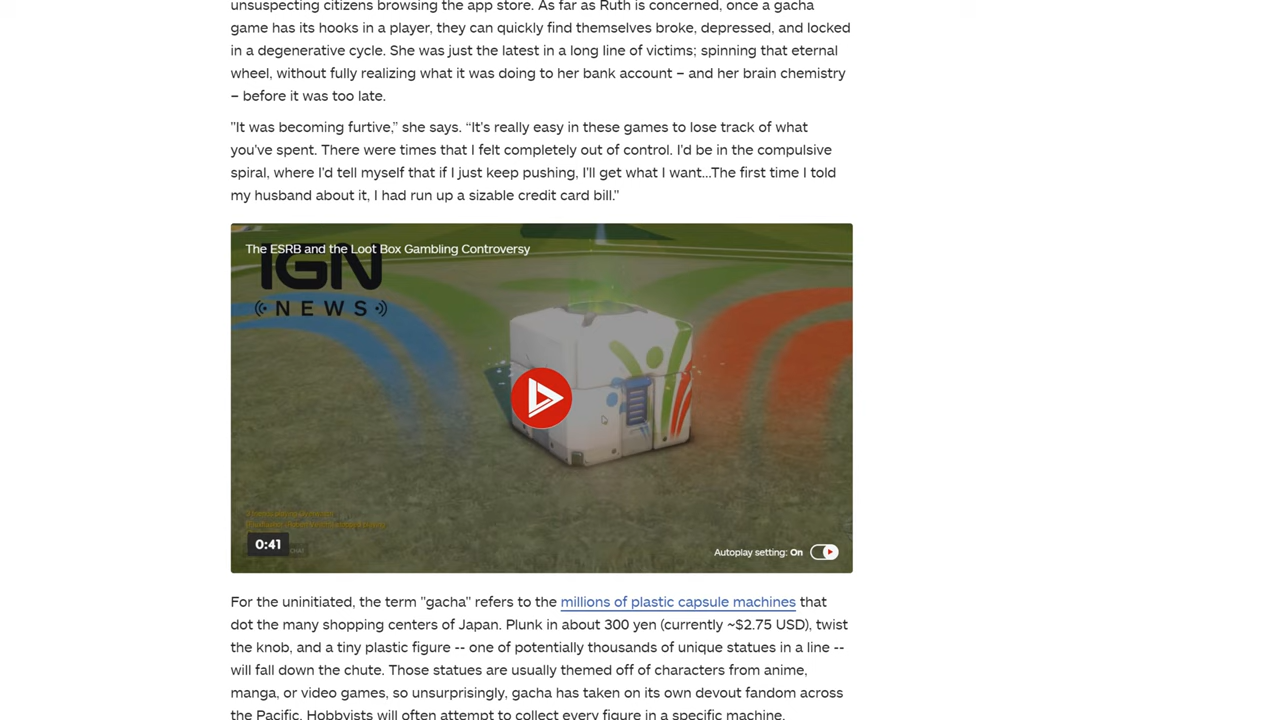 unsuspecting citizens browsing the app store. As far as Ruth is concerned, once a gacha
game has its hooks in a player, they can quickly find themselves broke, depressed, and locked
in a degenerative cycle. She was just the latest in a long line of victims; spinning that eternal
wheel, without fully realizing what it was doing to her bank account – and her brain chemistry
– before it was too late.
"It was becoming furtive,” she says. “It's really easy in these games to lose track of what
you've spent. There were times that I felt completely out of control. I'd be in the compulsive
spiral, where I'd tell myself that if I just keep pushing, I'll get what I want...The first time I told
my husband about it, I had run up a sizable credit card bill.”
The ESRB and the Loot Box Gambling Controversy
IGN
NEWS
0:41
Autoplay setting: On
For the uninitiated, the term "gacha" refers to the millions of plastic capsule machines that
dot the many shopping centers of Japan. Plunk in about 300 yen (currently ~$2.75 USD), twist
the knob, and a tiny plastic figure -- one of potentially thousands of unique statues in a line --
will fall down the chute. Those statues are usually themed off of characters from anime,
manga, or video games, so unsurprisingly, gacha has taken on its own devout fandom across
the Pacific. Hobbyists will often attempt to collect every figure in a specific machine,